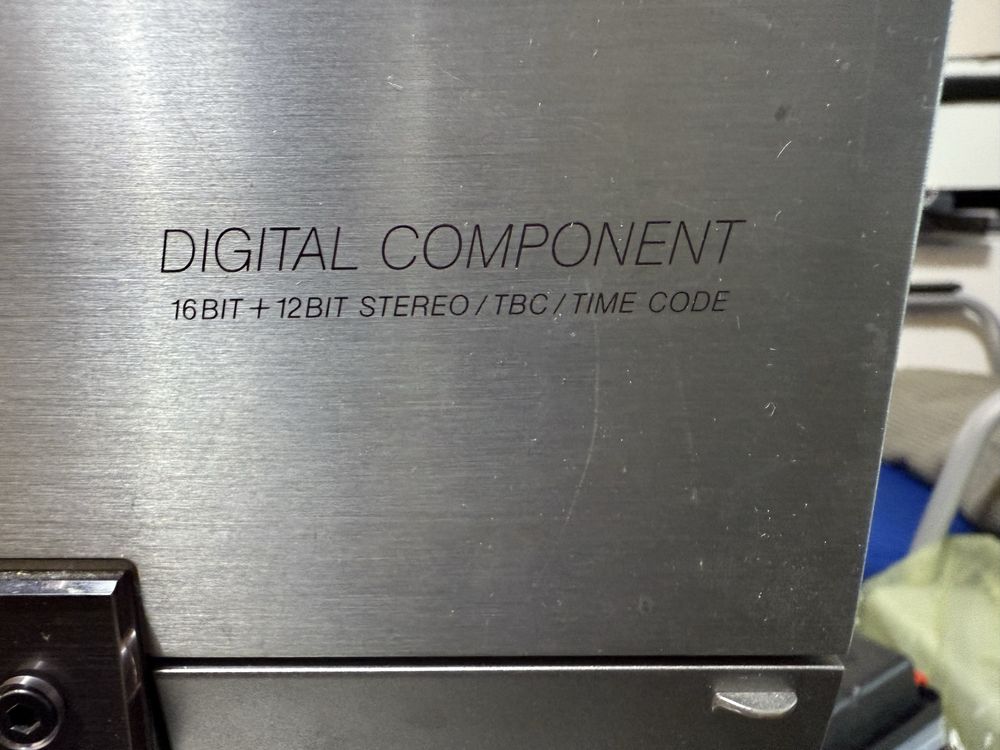 DIGITAL COMPONENT
16BIT + 12BIT STEREO / TBC / TIME CODE